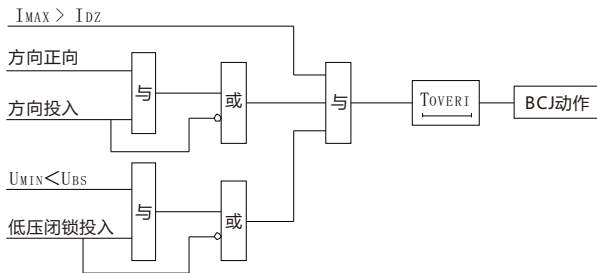 IMAX > IDZ
方向正向
与
或
方向投入
与
TOVERI
BCJ动作
UMIN<UBS
与
或
低压闭锁投入